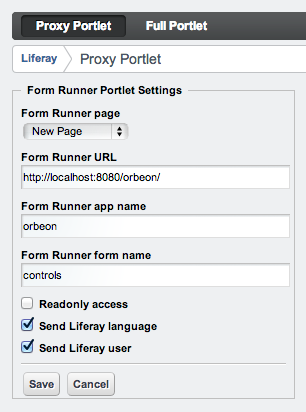 Proxy Portlet Full Portlet
Liferay Proxy Portlet
Form Runner Portlet Settings
Form Runner page
New Page
Form Runner URL
http://localhost:8080/orbeon/
Form Runner app name
orbeon
Form Runner form name
controls
Readonly access
Send Liferay language
Send Liferay user
Save Cancel